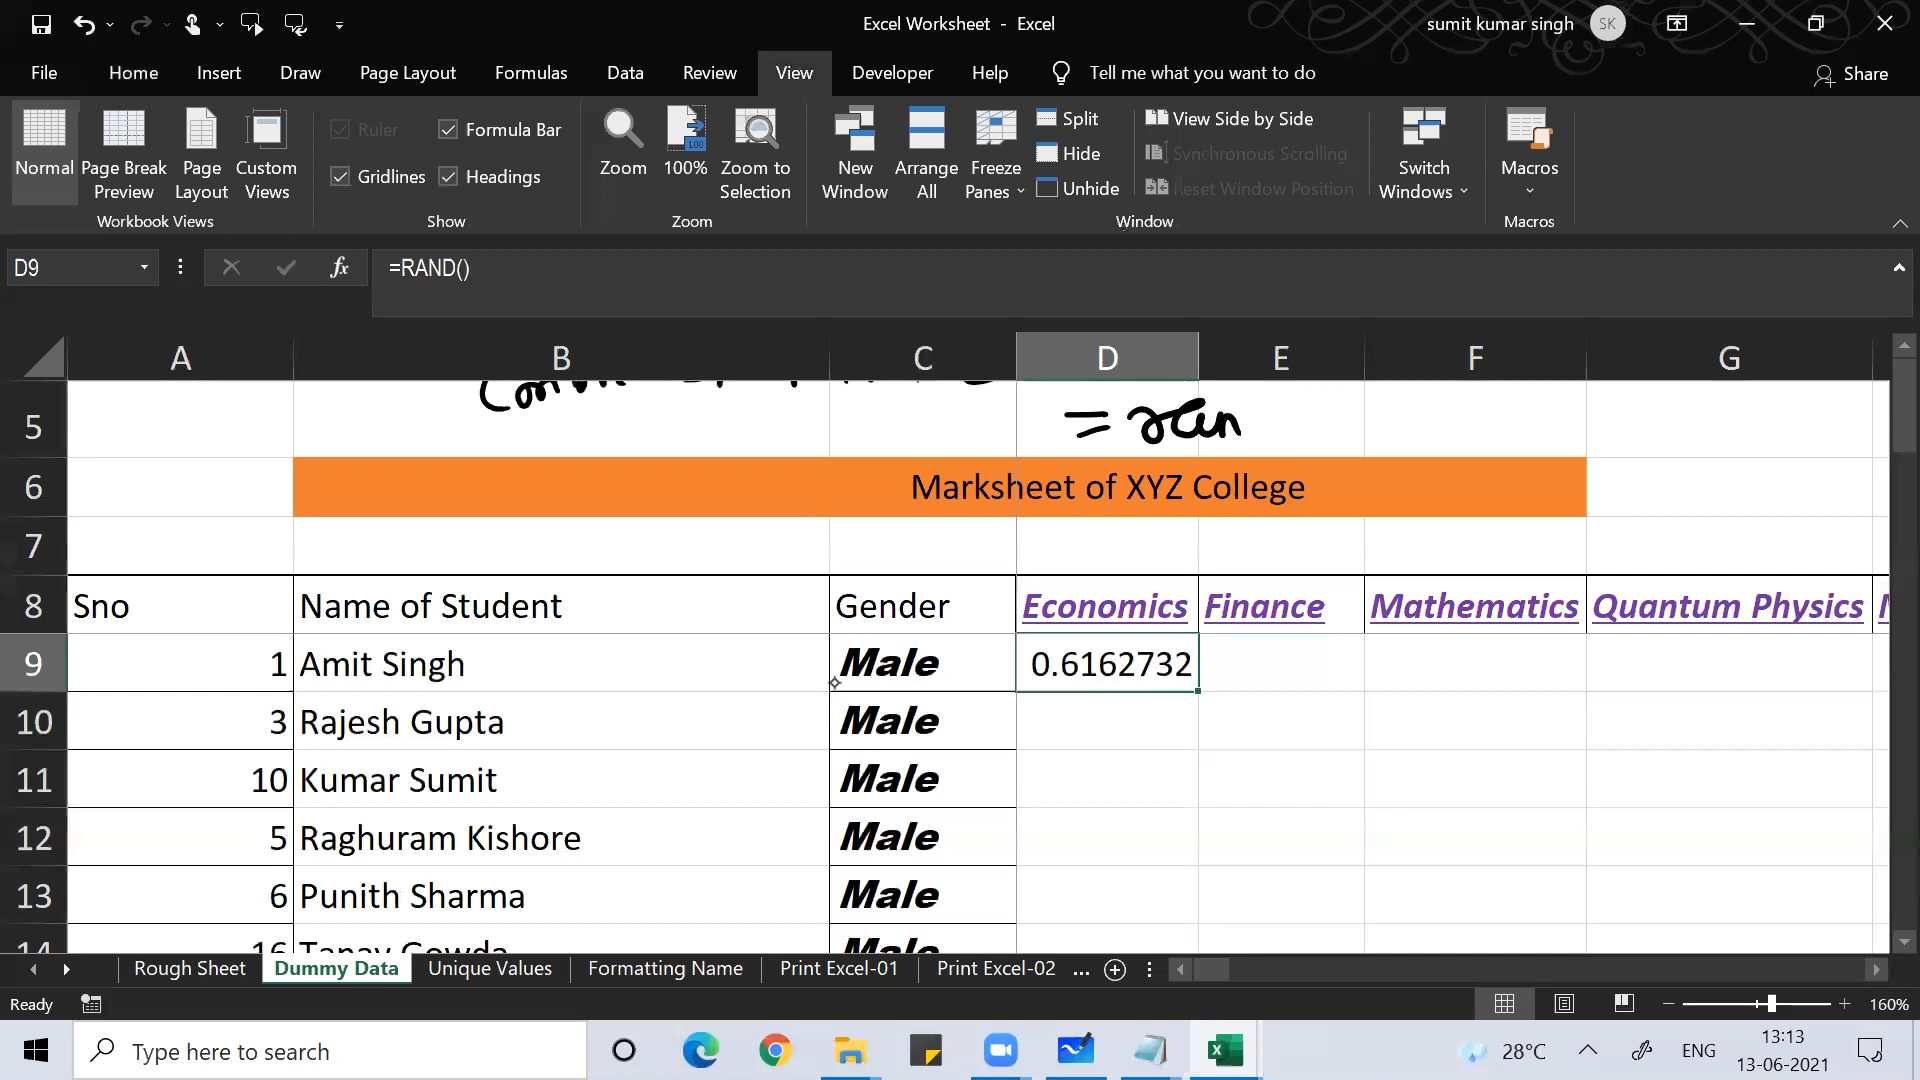 Excel Worksheet - Excel
sumit kumar singh SK
File Home Insert Draw Page Layout Formulas Data Review View Developer Help Tell me what you want to do Share
Normal Page Break Preview Page Layout Custom Views
Workbook Views
Ruler Formula Bar
Gridlines Headings
Show
Zoom 100% Zoom to Selection
100
Zoom
New Window Arrange All Freeze Panes
Split
Hide
Unhide
View Side by Side
Synchronous Scrolling
Reset Window Position
Window
Switch Windows
Macros
Macros
D9 fx =RAND()
A B C D E F G
5
6 Marksheet of XYZ College
7
8 Sno Name of Student Gender Economics Finance Mathematics Quantum Physics
9 1 Amit Singh Male 0.6162732
10 3 Rajesh Gupta Male
11 10 Kumar Sumit Male
12 5 Raghuram Kishore Male
13 6 Punith Sharma Male
14 16 Tanay Gowda Male
Rough Sheet Dummy Data Unique Values Formatting Name Print Excel-01 Print Excel-02 ...
Ready 160%
Type here to search
28°C ENG 13:13
13-06-2021